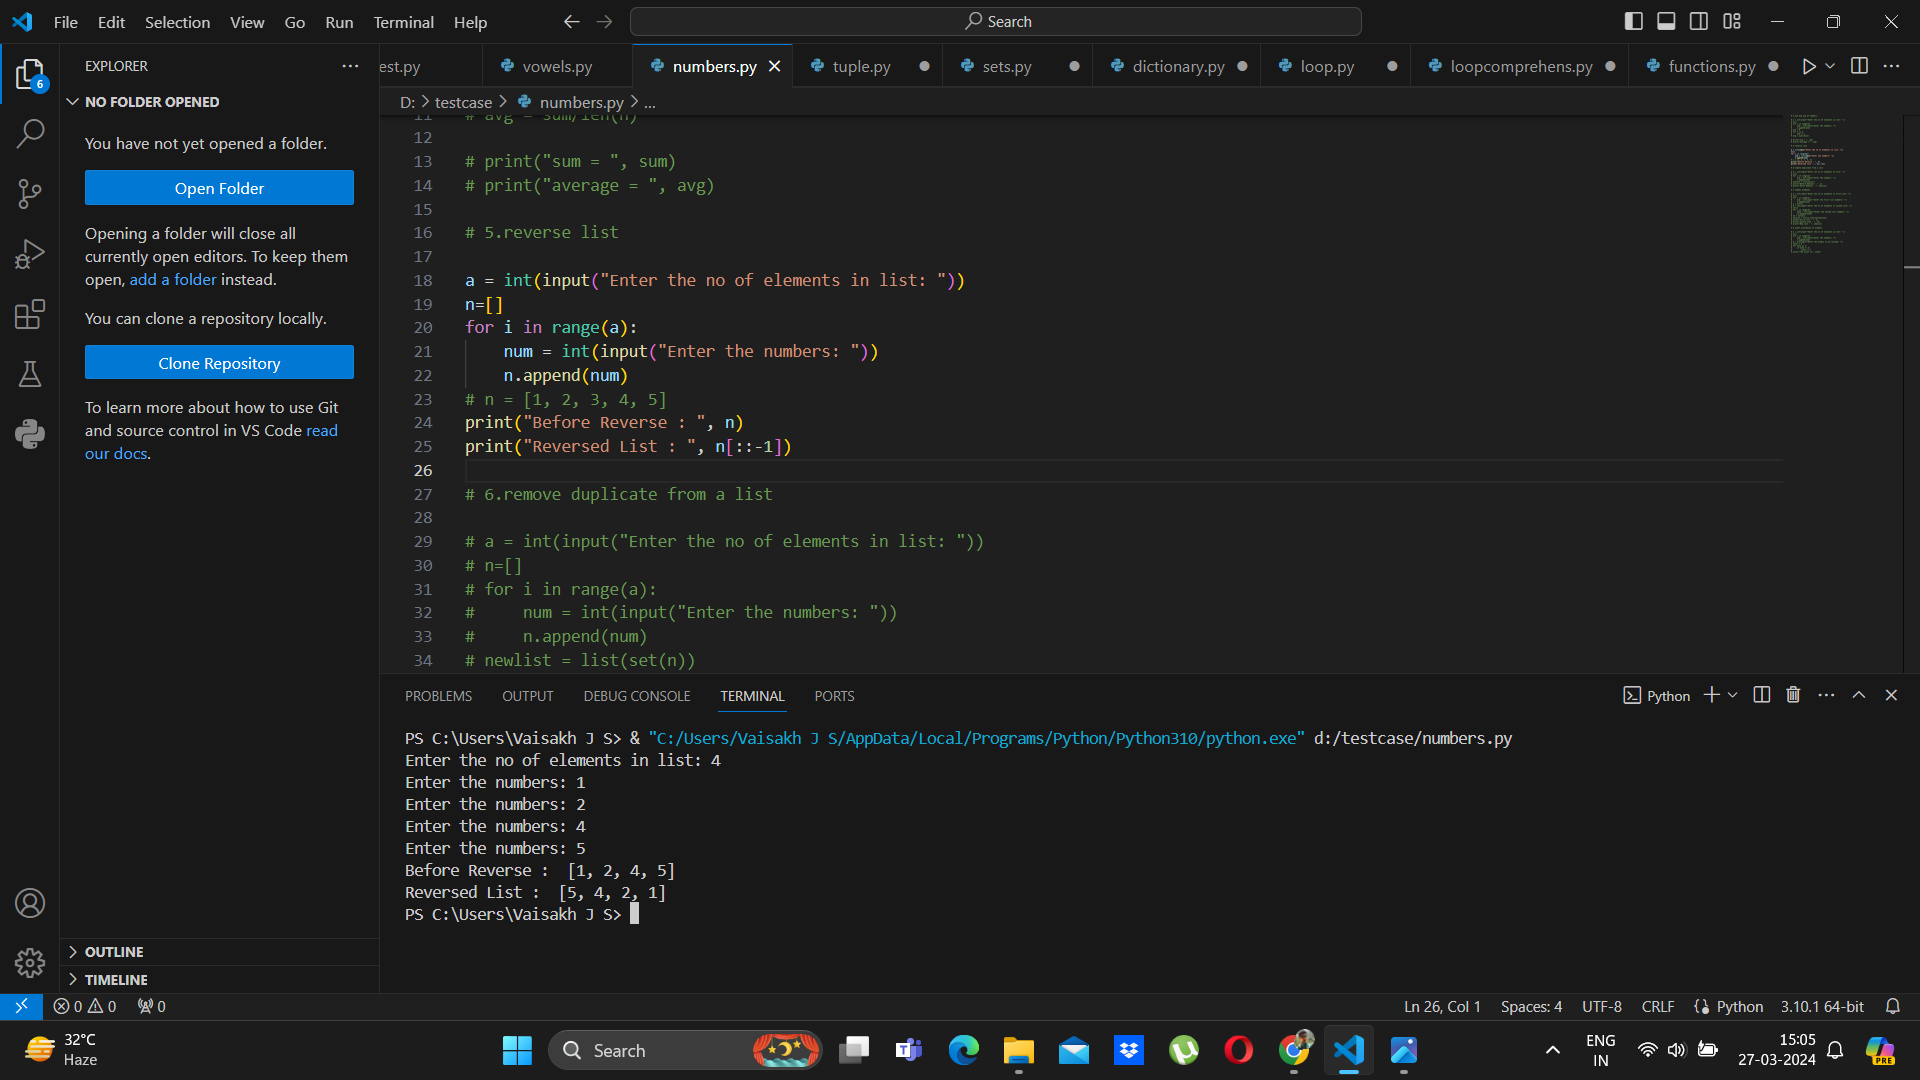 File Edit Selection View Go Run Terminal Help
Search
EXPLORER
6
NO FOLDER OPENED
You have not yet opened a folder.
Open Folder
Opening a folder will close all
currently open editors. To keep them
open, add a folder instead.
You can clone a repository locally.
Clone Repository
To learn more about how to use Git
and source control in VS Code read
our docs.
OUTLINE
TIMELINE
est.py vowels.py numbers.py tuple.py sets.py dictionary.py loop.py loopcomprehens.py functions.py
D: > testcase > numbers.py > ...
11 # avg = sum/len(n)
12
13 # print("sum = ", sum)
14 # print("average = ", avg)
15
16 # 5.reverse list
17
18 a = int(input("Enter the no of elements in list: "))
19 n=[]
20 for i in range(a):
21 num = int(input("Enter the numbers: "))
22 n.append(num)
23 # n = [1, 2, 3, 4, 5]
24 print("Before Reverse : ", n)
25 print("Reversed List : ", n[::-1])
26
27 # 6.remove duplicate from a list
28
29 # a = int(input("Enter the no of elements in list: "))
30 # n=[]
31 # for i in range(a):
32 #     num = int(input("Enter the numbers: "))
33 #     n.append(num)
34 # newlist = list(set(n))
PROBLEMS OUTPUT DEBUG CONSOLE TERMINAL PORTS
Python
PS C:\Users\Vaisakh J S> & "C:/Users/Vaisakh J S/AppData/Local/Programs/Python/Python310/python.exe" d:/testcase/numbers.py
Enter the no of elements in list: 4
Enter the numbers: 1
Enter the numbers: 2
Enter the numbers: 4
Enter the numbers: 5
Before Reverse :  [1, 2, 4, 5]
Reversed List :  [5, 4, 2, 1]
PS C:\Users\Vaisakh J S>
0 0 0
Ln 26, Col 1 Spaces: 4 UTF-8 CRLF Python 3.10.1 64-bit
32°C
Haze
Search
ENG
IN
15:05
27-03-2024
PRE